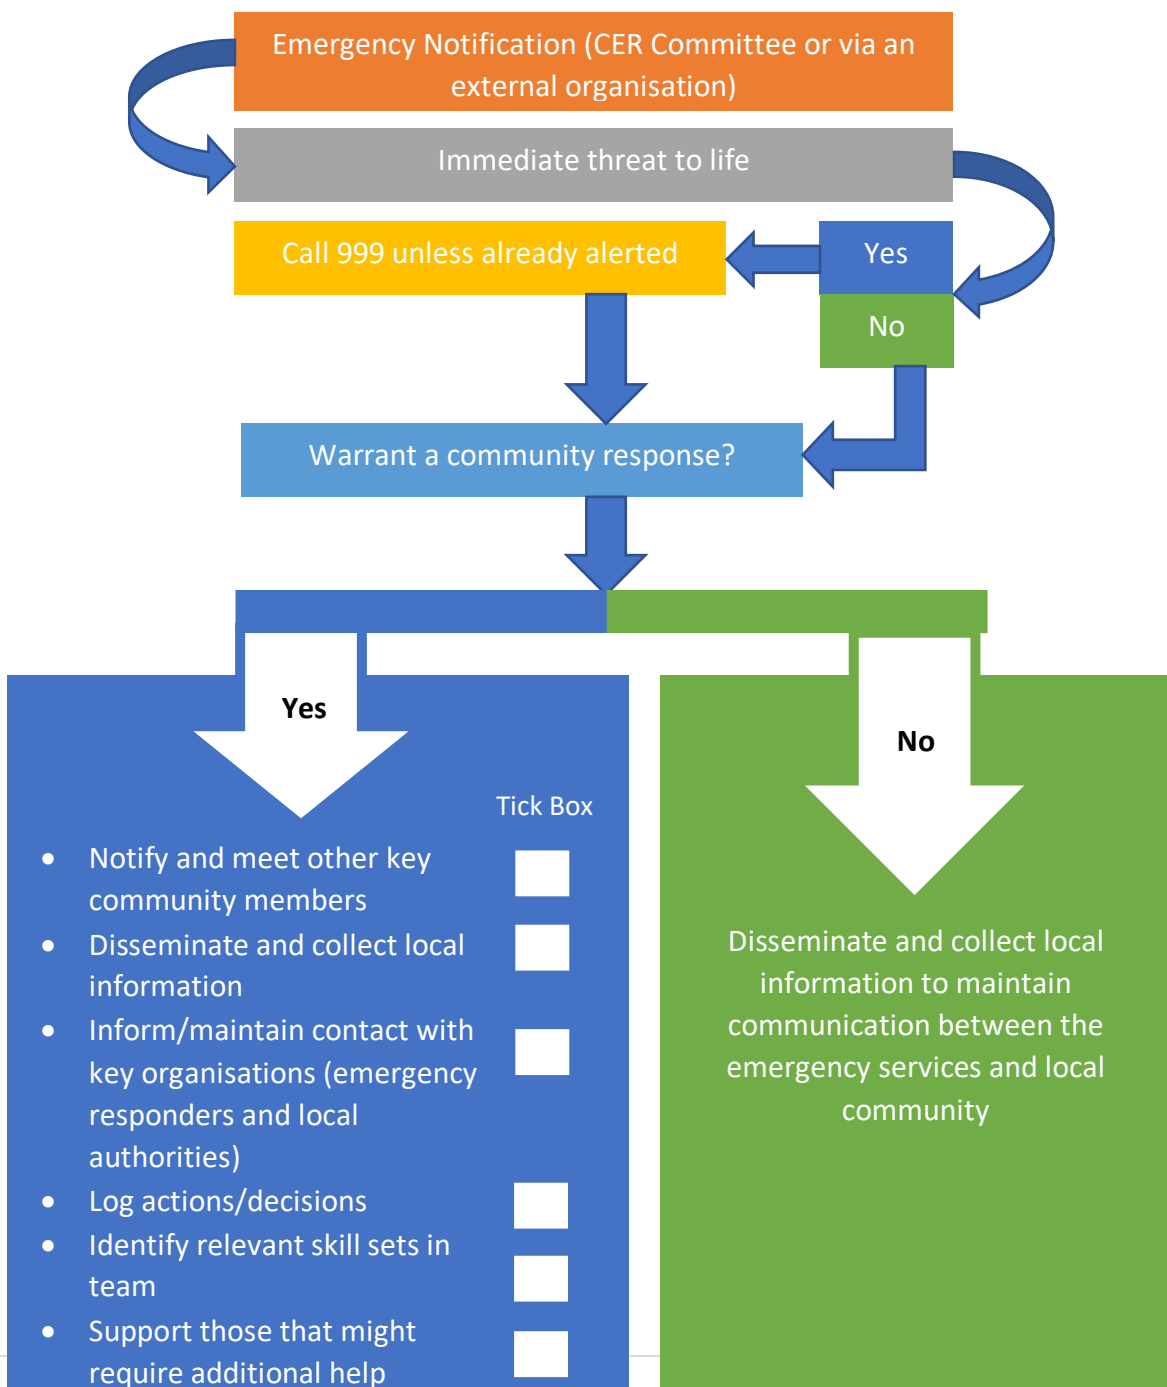 Emergency Notification (CER Committee or via an
external organisation)
Immediate threat to life
Call 999 unless already alerted
Yes
No
Warrant a community response?
Yes
No
Tick Box
• Notify and meet other key
community members
• Disseminate and collect local
information
• Inform/maintain contact with
key organisations (emergency
responders and local
authorities)
• Log actions/decisions
• Identify relevant skill sets in
team
• Support those that might
require additional help
Disseminate and collect local
information to maintain
communication between the
emergency services and local
community